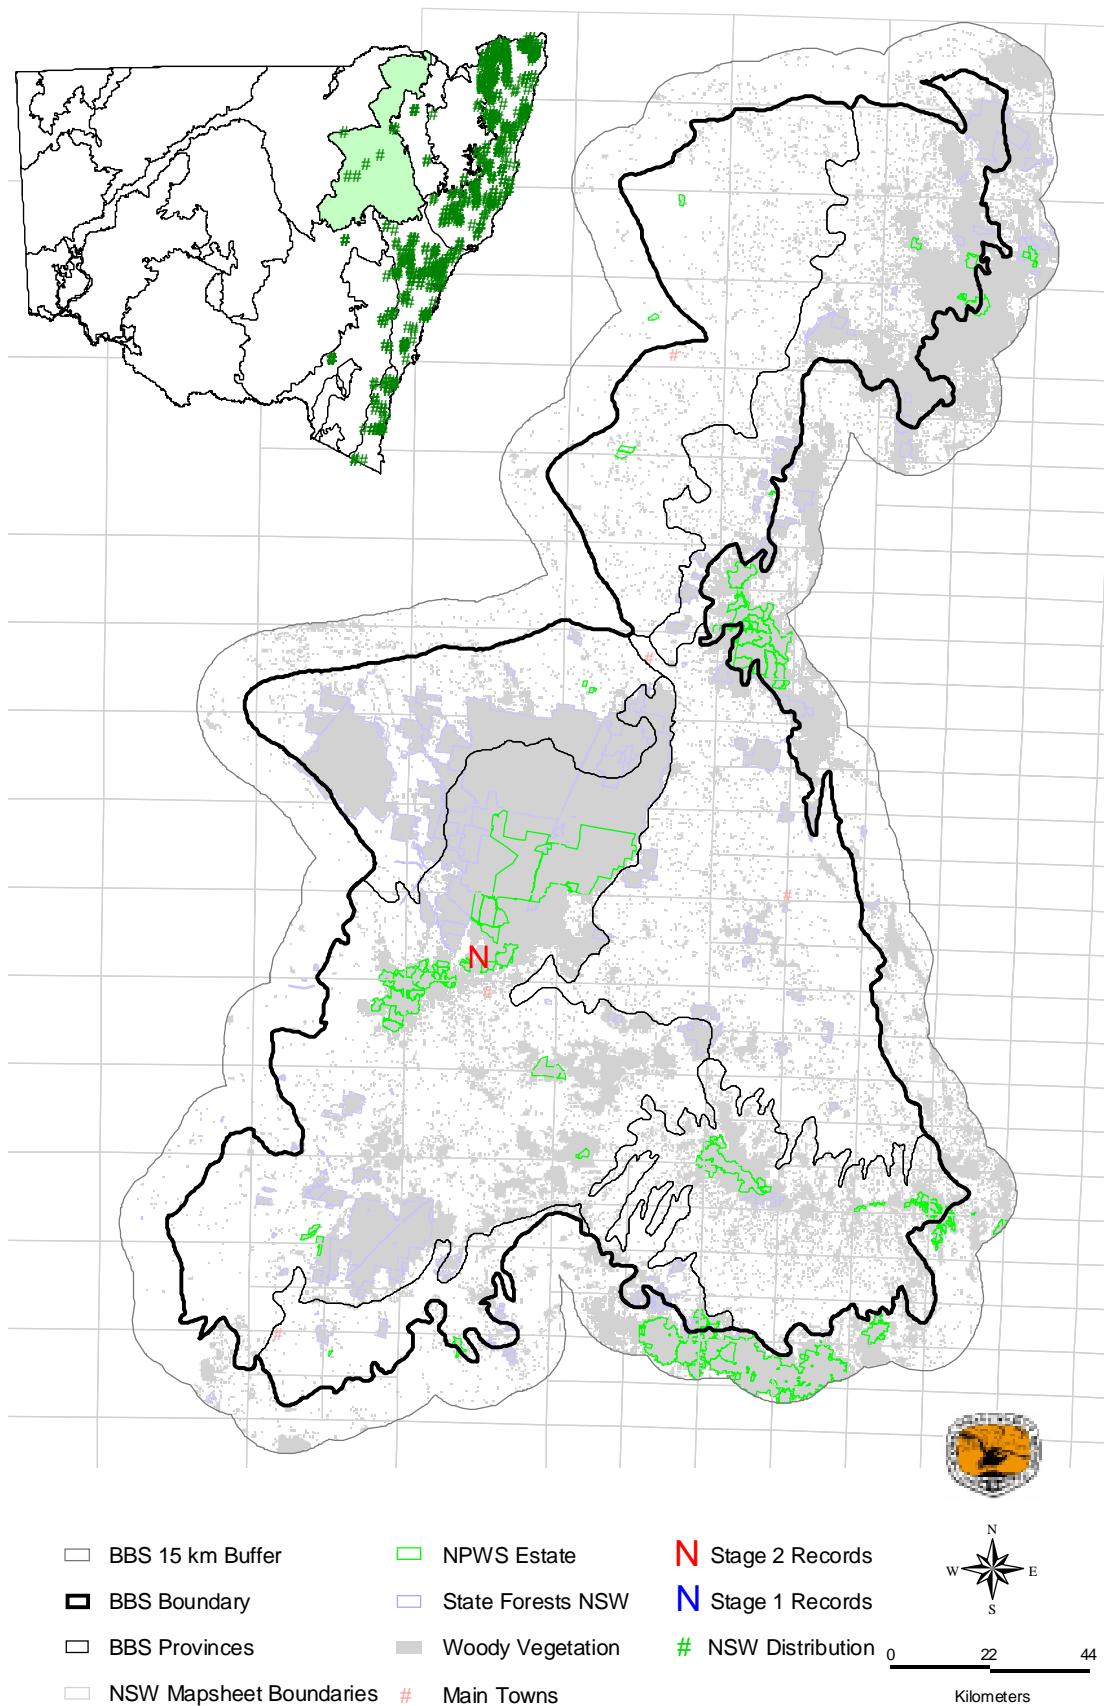 N
BBS 15 km Buffer
BBS Boundary
BBS Provinces
NSW Mapsheet Boundaries
NPWS Estate
State Forests NSW
Woody Vegetation
# Main Towns
N Stage 2 Records
N Stage 1 Records
# NSW Distribution
N
W E
S
0 22 44
Kilometers